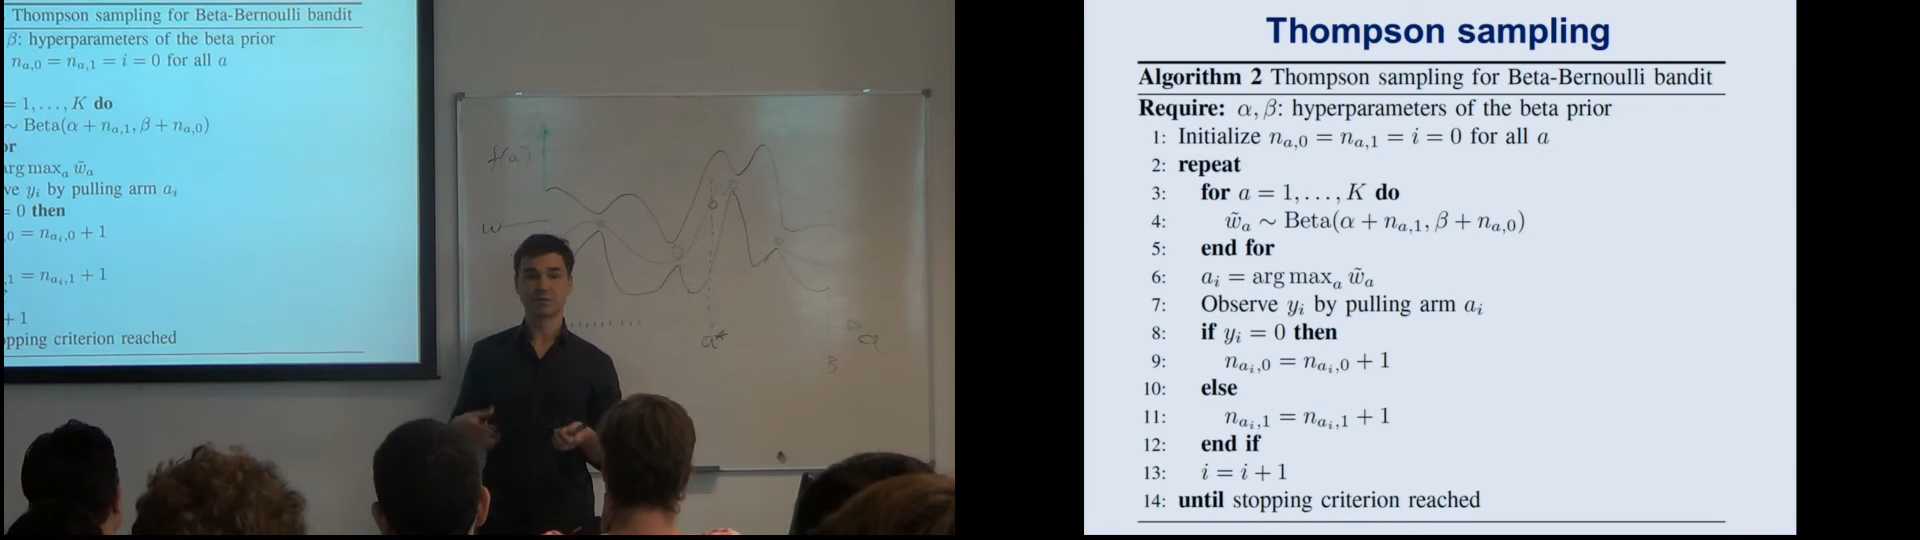 Thompson sampling for Beta-Bernoulli bandit
β: hyperparameters of the beta prior
n_{a,0} = n_{a,1} = i = 0 for all a
= 1, . . . , K do
∼ Beta(α + n_{a,1}, β + n_{a,0})
or
arg max_a w̃_a
ve y_i by pulling arm a_i
= 0 then
,0 = n_{a_i,0} + 1
,1 = n_{a_i,1} + 1
+ 1
pping criterion reached
f(a)
w
a*
a
B
Thompson sampling
Algorithm 2 Thompson sampling for Beta-Bernoulli bandit
Require: α, β: hyperparameters of the beta prior
1: Initialize n_{a,0} = n_{a,1} = i = 0 for all a
2: repeat
3: for a = 1, . . . , K do
4: w̃_a ∼ Beta(α + n_{a,1}, β + n_{a,0})
5: end for
6: a_i = arg max_a w̃_a
7: Observe y_i by pulling arm a_i
8: if y_i = 0 then
9: n_{a_i,0} = n_{a_i,0} + 1
10: else
11: n_{a_i,1} = n_{a_i,1} + 1
12: end if
13: i = i + 1
14: until stopping criterion reached